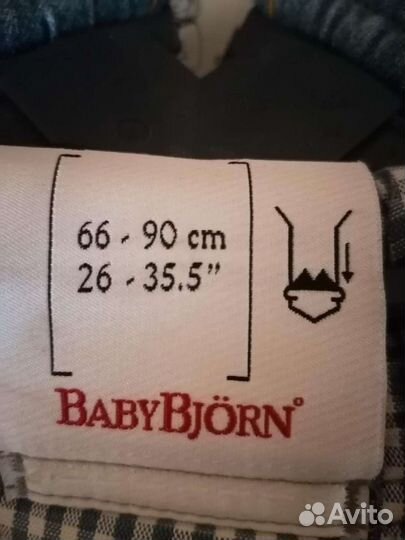 66 - 90 cm
26 - 35.5"
BABYBJÖRN°
Avito